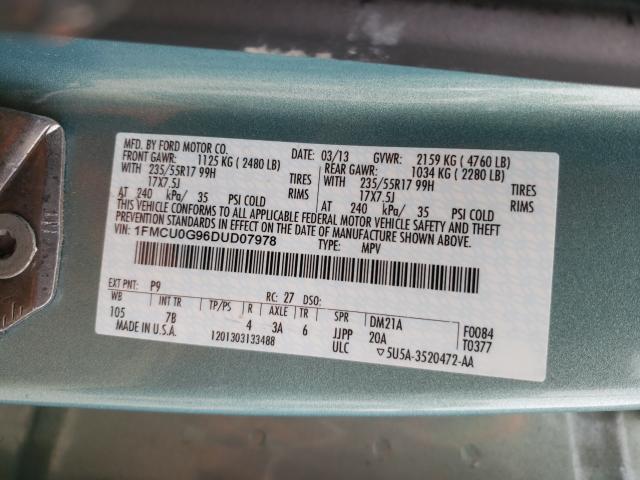 MFD. BY FORD MOTOR CO.
DATE: 03/13 GVWR: 2159 KG ( 4760 LB)
FRONT GAWR: 1125 KG ( 2480 LB) REAR GAWR: 1034 KG ( 2280 LB)
WITH 235/55R17 99H TIRES WITH 235/55R17 99H TIRES
17X7.5J RIMS 17X7.5J RIMS
AT 240 kPa/ 35 PSI COLD AT 240 kPa/ 35 PSI COLD
THIS VEHICLE CONFORMS TO ALL APPLICABLE FEDERAL MOTOR VEHICLE SAFETY AND THEFT PREVENTION
STANDARDS IN EFFECT ON THE DATE OF MANUFACTURE SHOWN ABOVE.
VIN: 1FMCU0G96DUD07978
TYPE: MPV
EXT PNT: P9 RC: 27 DSO:
WB INT TR TP/PS R AXLE TR SPR DM21A F0084
105 7B 4 3A 6 JJPP 20A T0377
MADE IN U.S.A. 1201303133488 ULC ▽5U5A-3520472-AA